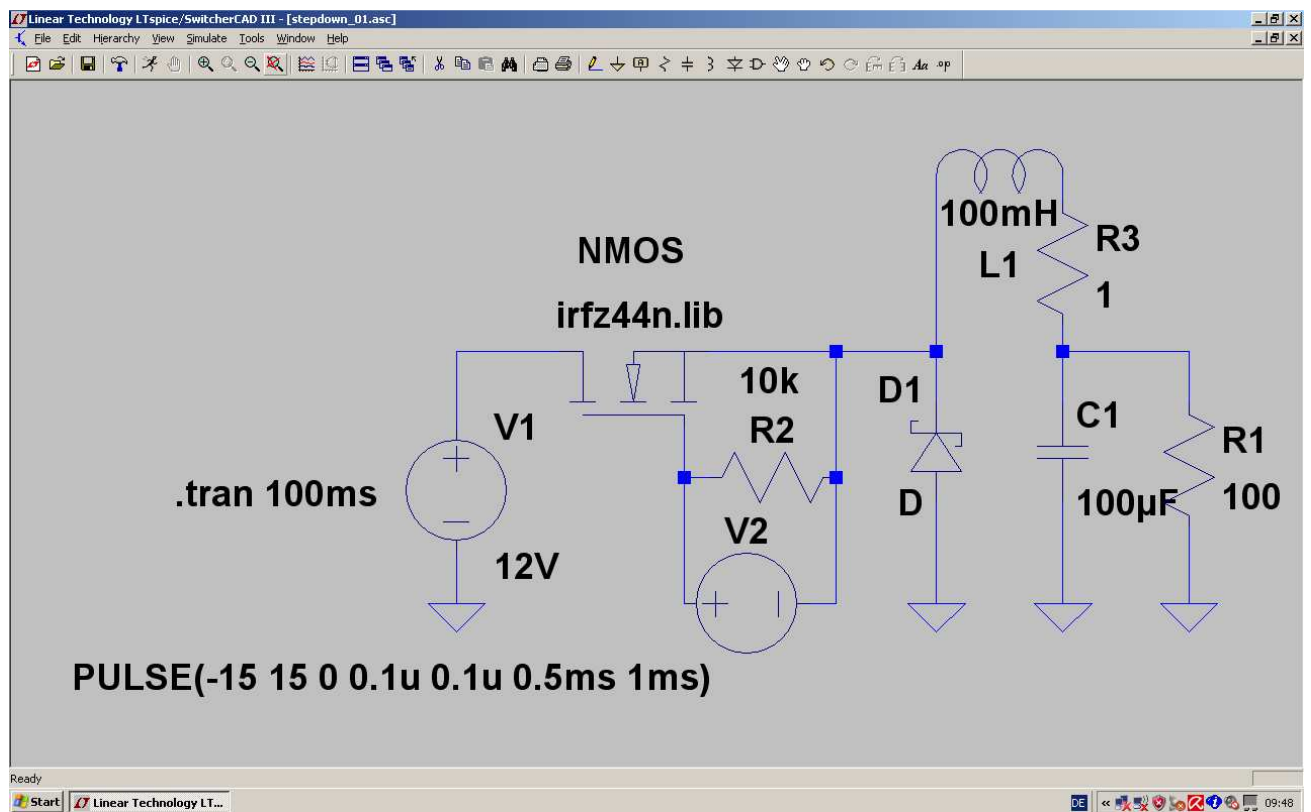 Linear Technology LTspice/SwitcherCAD III - [stepdown_01.asc]
File Edit Hierarchy View Simulate Tools Window Help
Aa .op
100mH
L1
R3
1
NMOS
irfz44n.lib
10k
R2
D1
D
C1
100µF
R1
100
V1
12V
.tran 100ms
V2
PULSE(-15 15 0 0.1u 0.1u 0.5ms 1ms)
Ready
Start Linear Technology LT... DE « 09:48